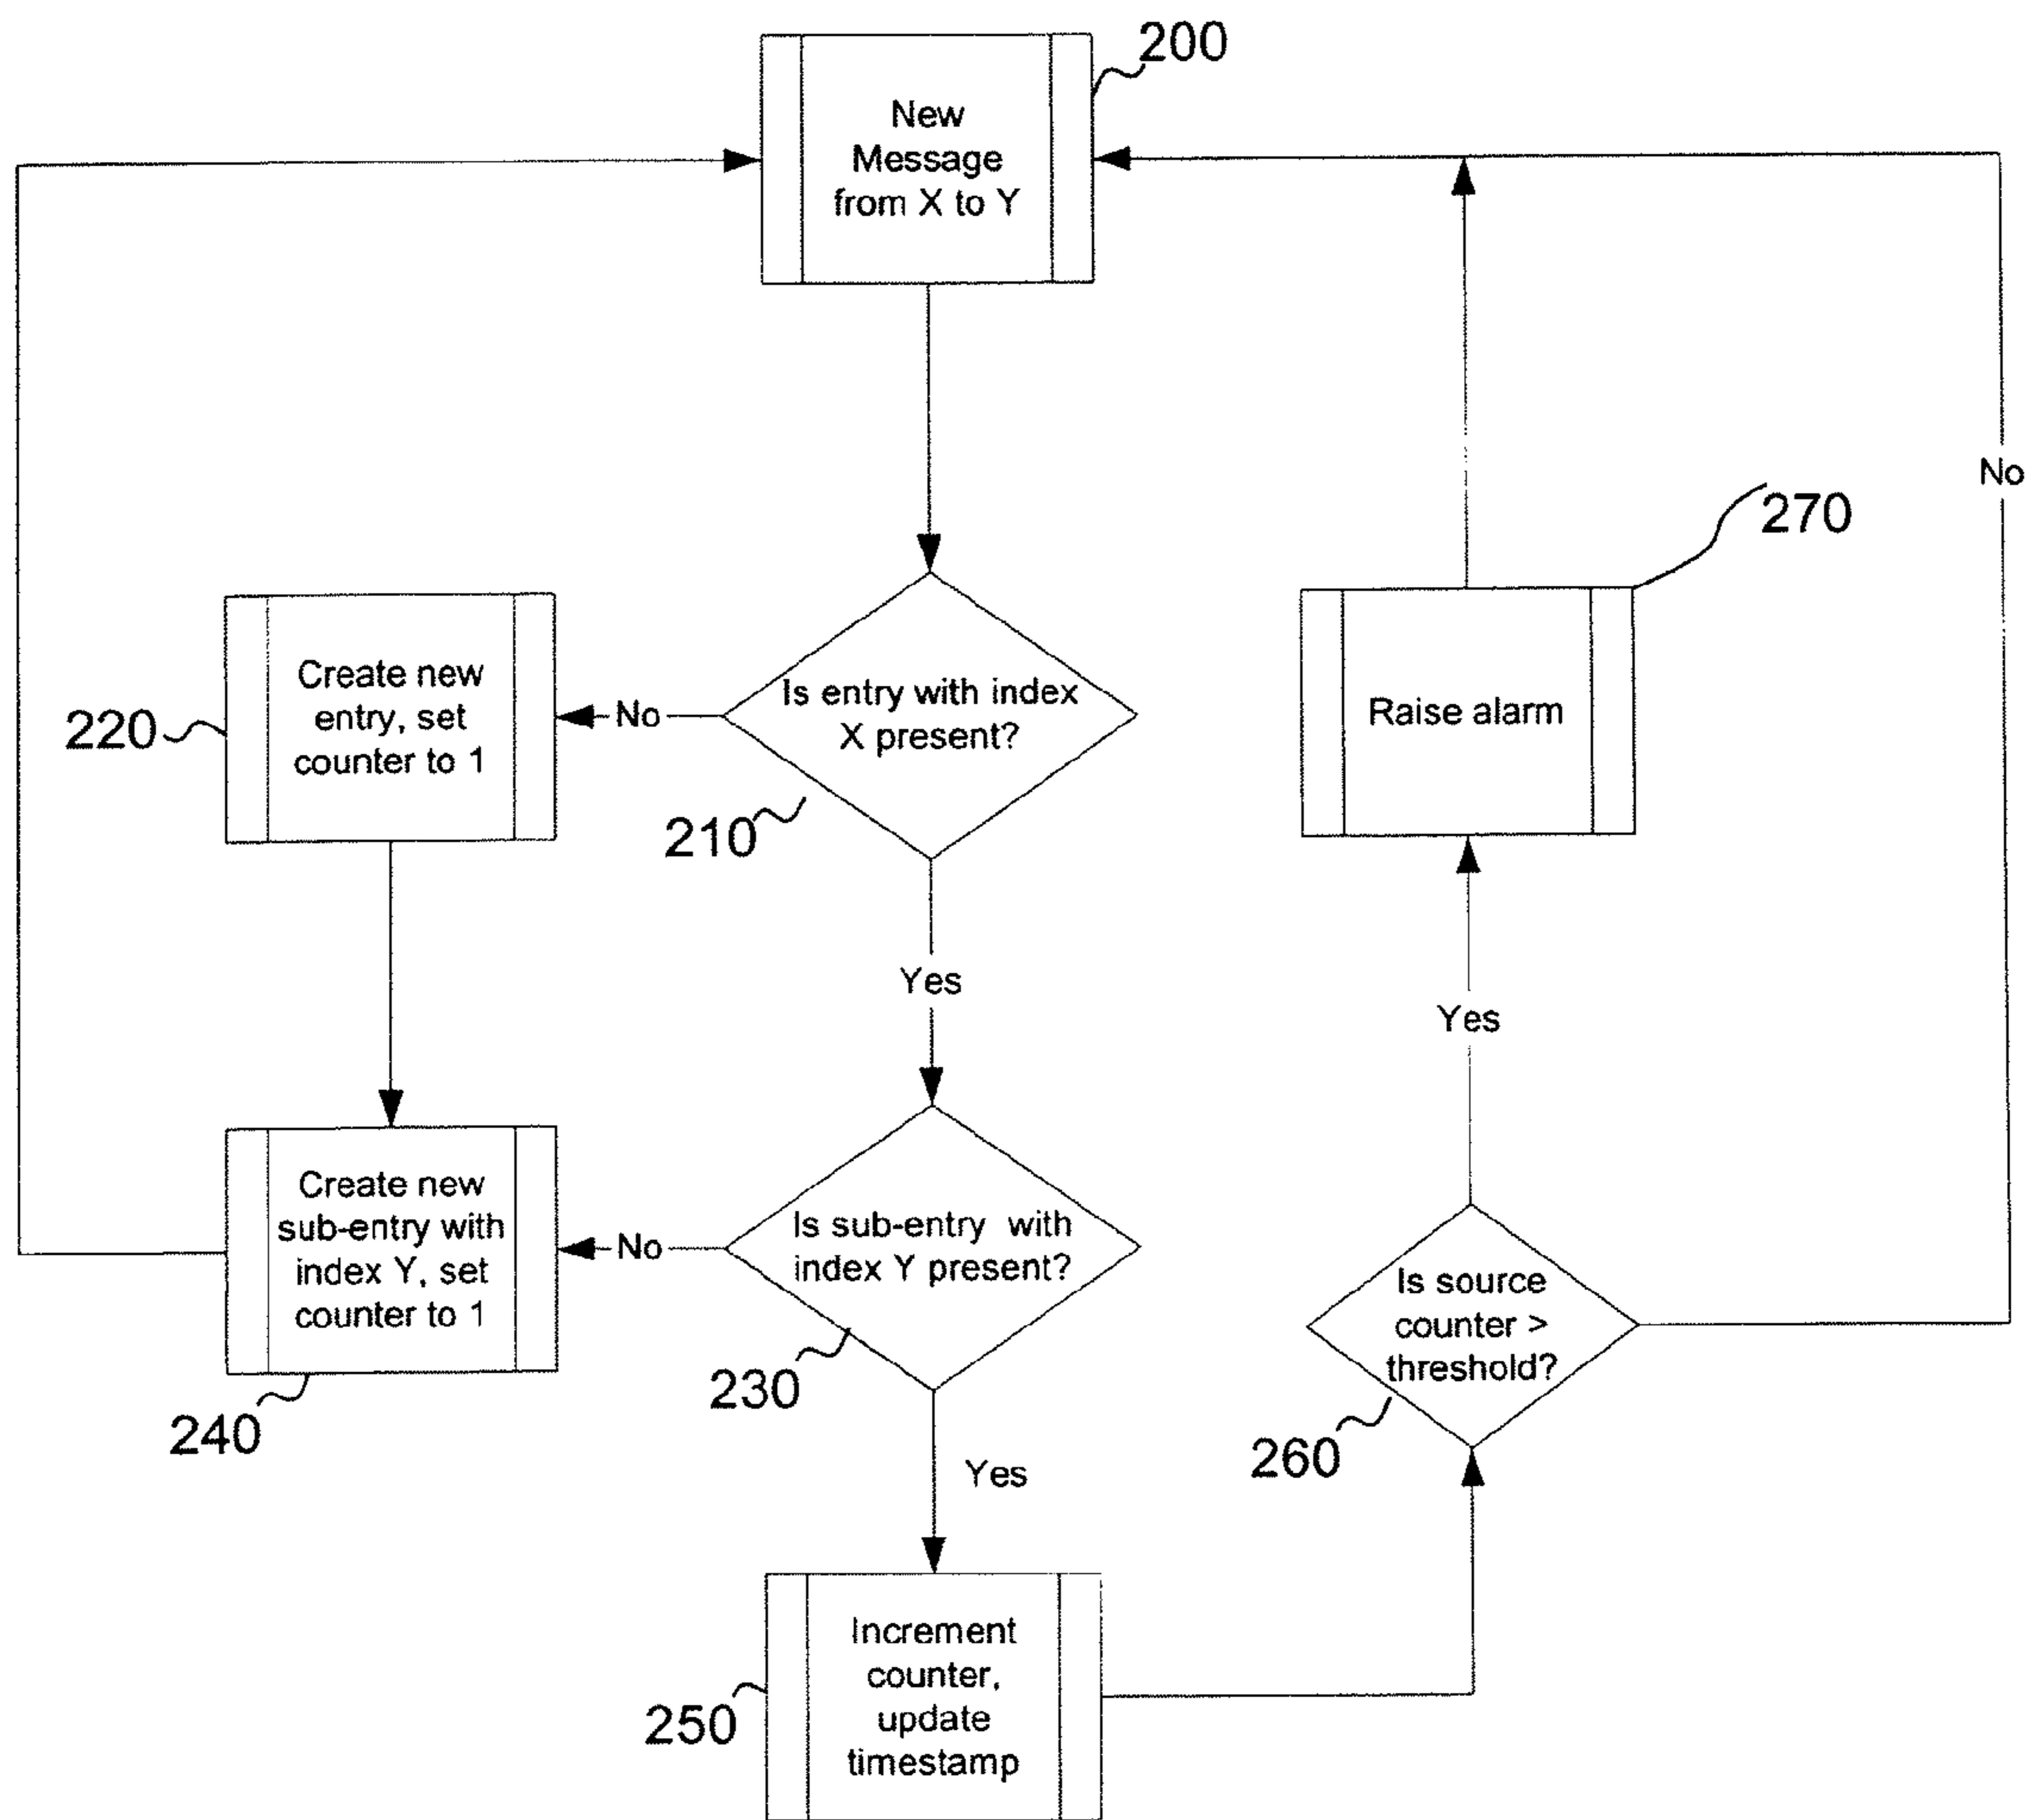 200
New
Message
from X to Y
No
270
Create new
entry, set
counter to 1
220
No
Is entry with index
X present?
210
Raise alarm
Yes
Yes
Create new
sub-entry with
index Y, set
counter to 1
240
No
Is sub-entry with
index Y present?
230
Is source
counter >
threshold?
260
Yes
Increment
counter,
update
timestamp
250